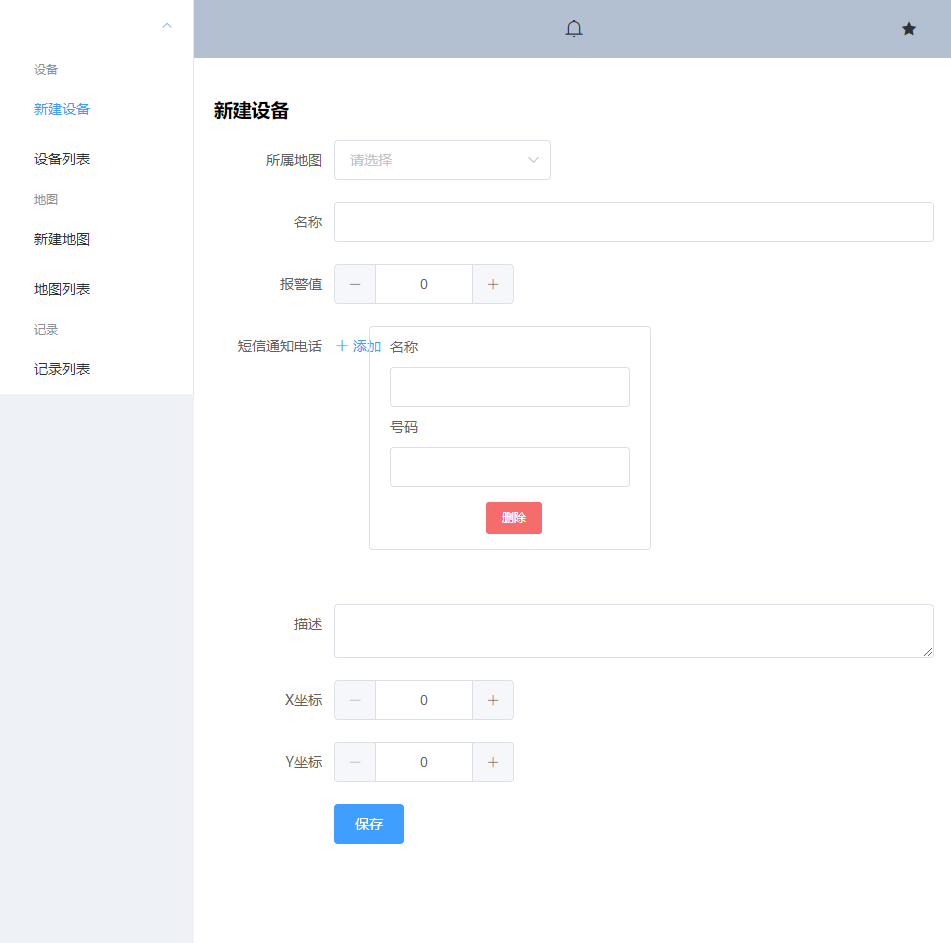 设备
新建设备
设备列表
地图
新建地图
地图列表
记录
记录列表
新建设备
所属地图 请选择
名称
报警值 0
短信通知电话 添加 名称
号码
删除
描述
X坐标 0
Y坐标 0
保存